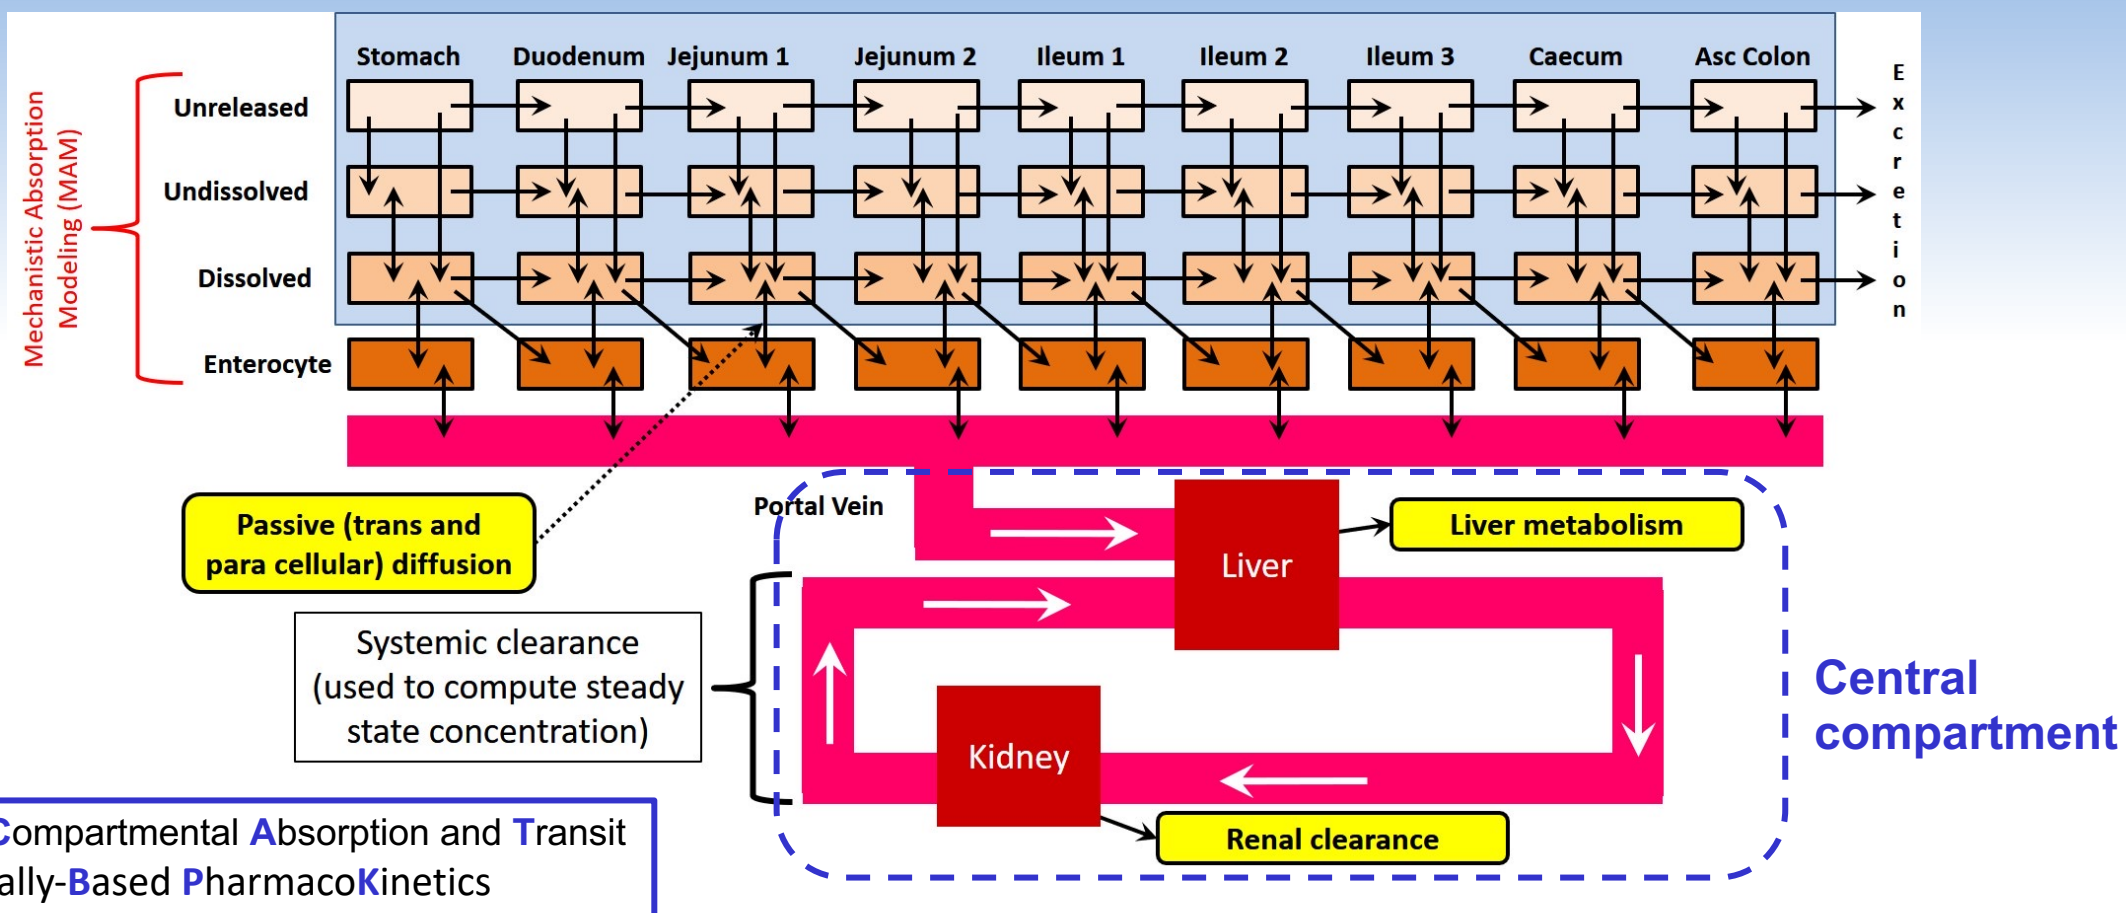 Stomach Duodenum Jejunum 1 Jejunum 2 Ileum 1 Ileum 2 Ileum 3 Caecum Asc Colon
Unreleased
Undissolved
Dissolved
Enterocyte
Mechanistic Absorption
Modeling (MAM)
Excretion
Passive (trans and
para cellular) diffusion
Portal Vein
Liver
Liver metabolism
Systemic clearance
(used to compute steady
state concentration)
Kidney
Renal clearance
Central
compartment
Compartmental Absorption and Transit
ally-Based PharmacoKinetics